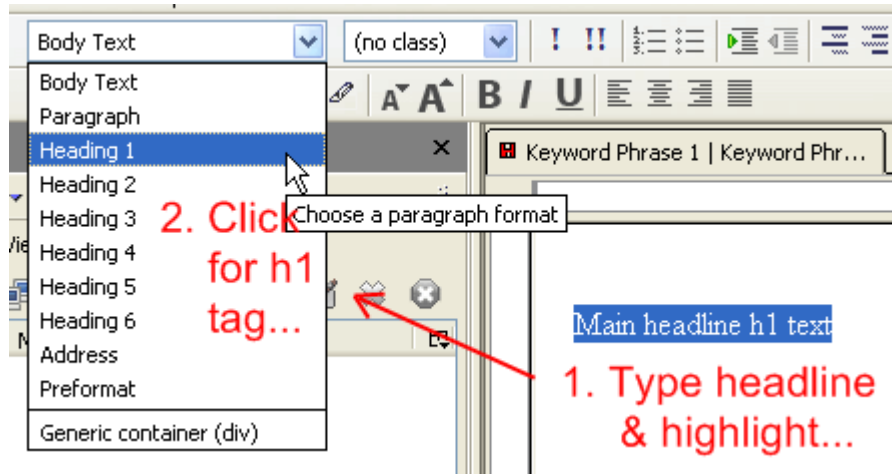 Body Text
(no class)
! !!
A A B I U
Body Text
Paragraph
Heading 1
Heading 2
Heading 3
Heading 4
Heading 5
Heading 6
Address
Preformat
Generic container (div)
Keyword Phrase 1 | Keyword Phr...
Choose a paragraph format
2. Click
for h1
tag...
Main headline h1 text
1. Type headline
& highlight...